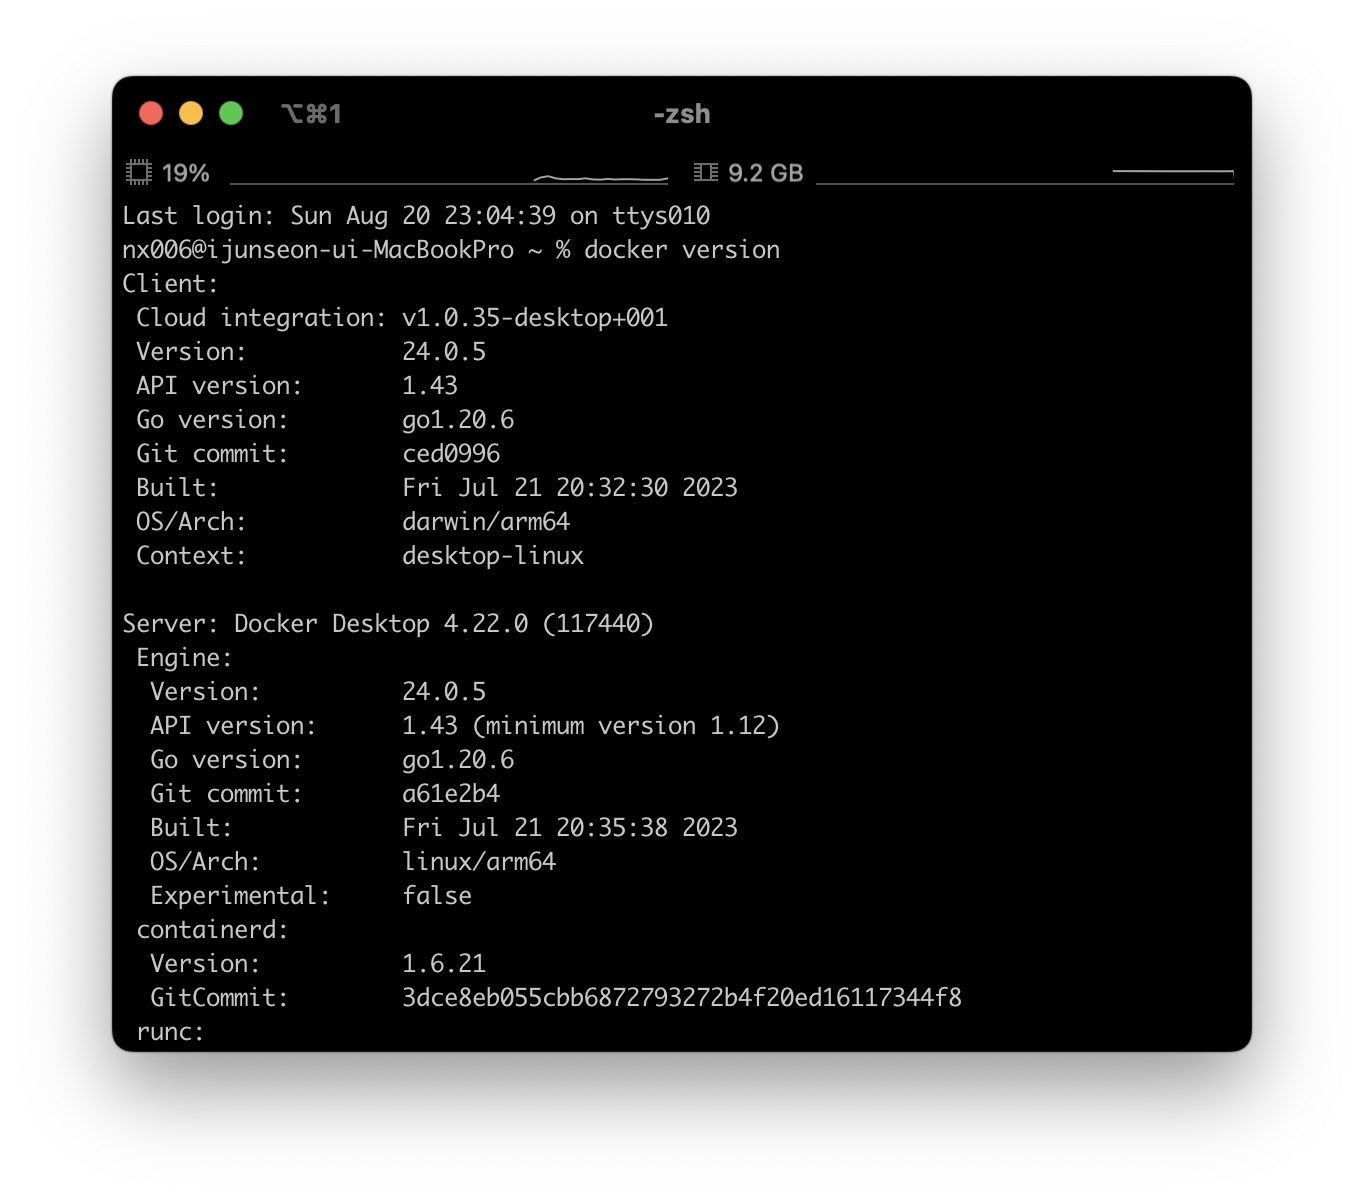 ⌥⌘1 -zsh
19% 9.2 GB
Last login: Sun Aug 20 23:04:39 on ttys010
nx006@ijunseon-ui-MacBookPro ~ % docker version
Client:
 Cloud integration: v1.0.35-desktop+001
 Version:           24.0.5
 API version:       1.43
 Go version:        go1.20.6
 Git commit:        ced0996
 Built:             Fri Jul 21 20:32:30 2023
 OS/Arch:           darwin/arm64
 Context:           desktop-linux

Server: Docker Desktop 4.22.0 (117440)
 Engine:
  Version:          24.0.5
  API version:      1.43 (minimum version 1.12)
  Go version:       go1.20.6
  Git commit:       a61e2b4
  Built:            Fri Jul 21 20:35:38 2023
  OS/Arch:          linux/arm64
  Experimental:     false
 containerd:
  Version:          1.6.21
  GitCommit:        3dce8eb055cbb6872793272b4f20ed16117344f8
 runc: